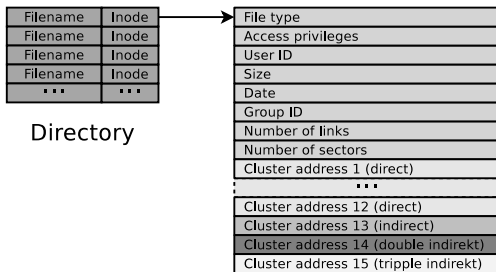 Filename Inode
Filename Inode
Filename Inode
Filename Inode
... ...
Directory
File type
Access privileges
User ID
Size
Date
Group ID
Number of links
Number of sectors
Cluster address 1 (direct)
...
Cluster address 12 (direct)
Cluster address 13 (indirect)
Cluster address 14 (double indirekt)
Cluster address 15 (tripple indirekt)